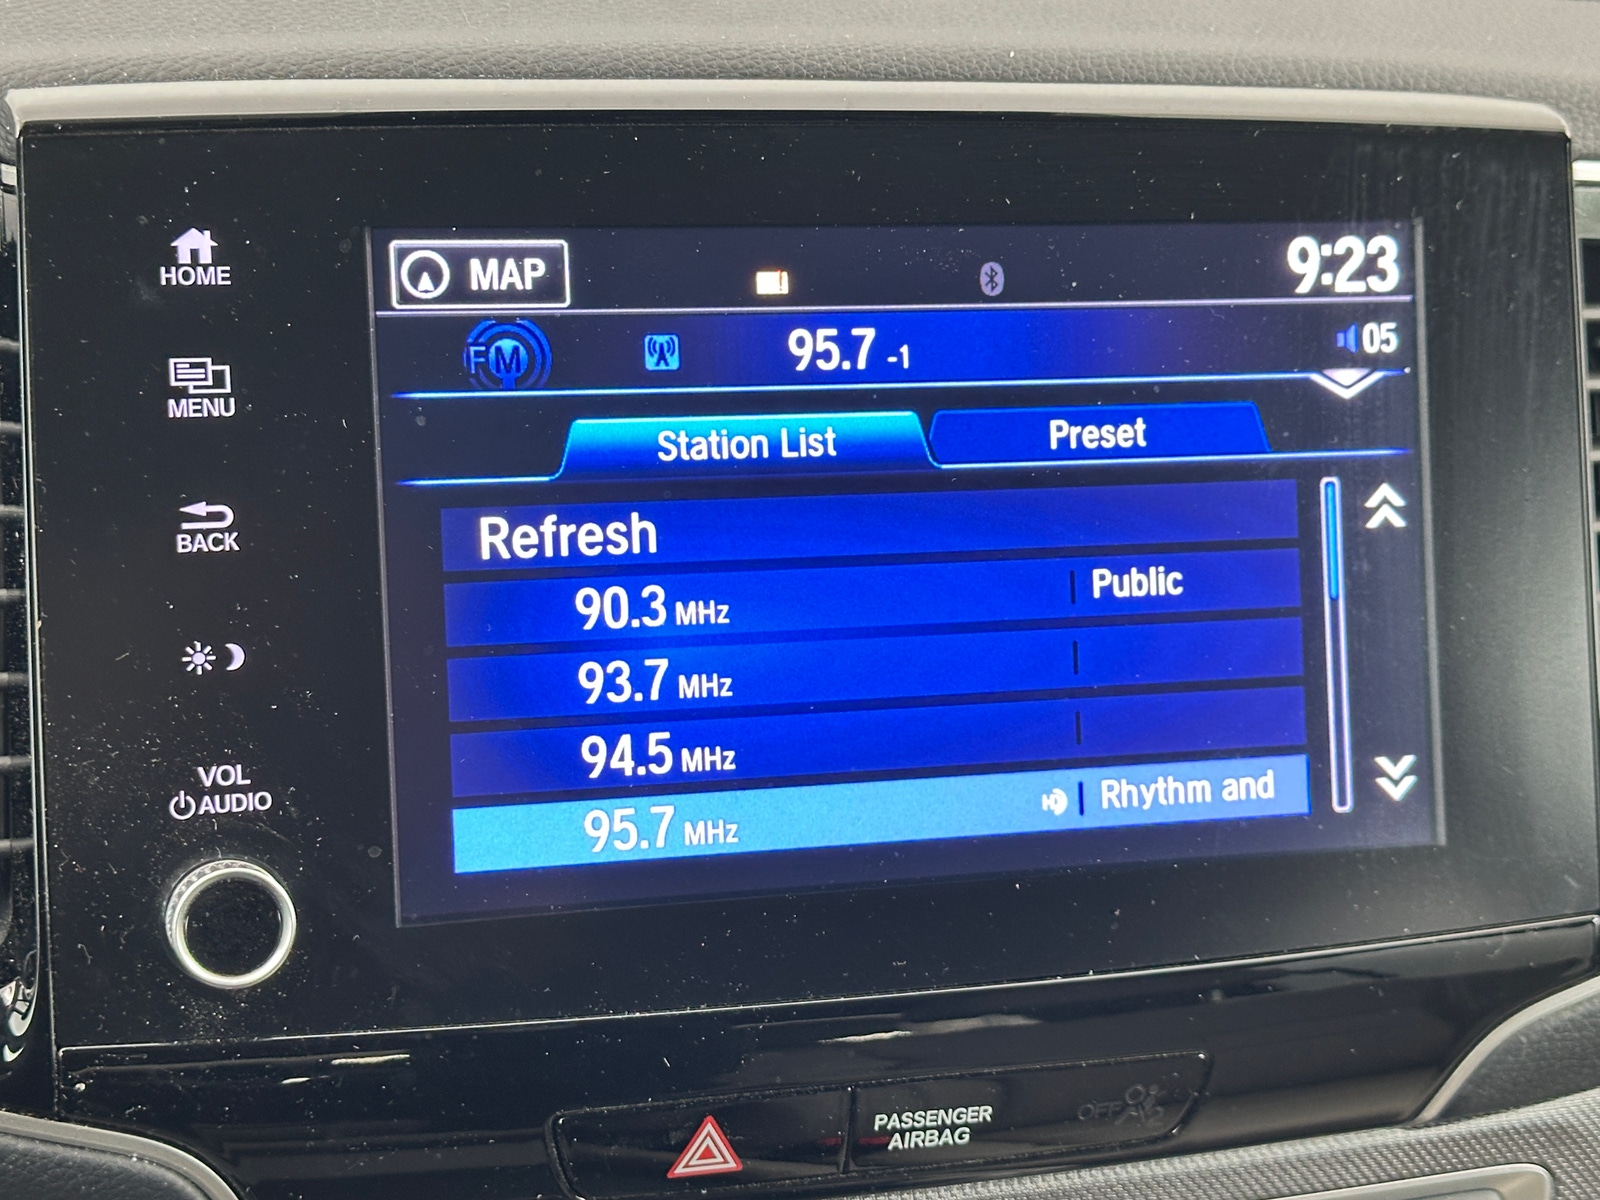 HOME
MENU
BACK
VOL
AUDIO
MAP
9:23
FM
95.7 -1
05
Station List
Preset
Refresh
90.3 MHz
Public
93.7 MHz
94.5 MHz
95.7 MHz
HD
Rhythm and
PASSENGER
AIRBAG
OFF